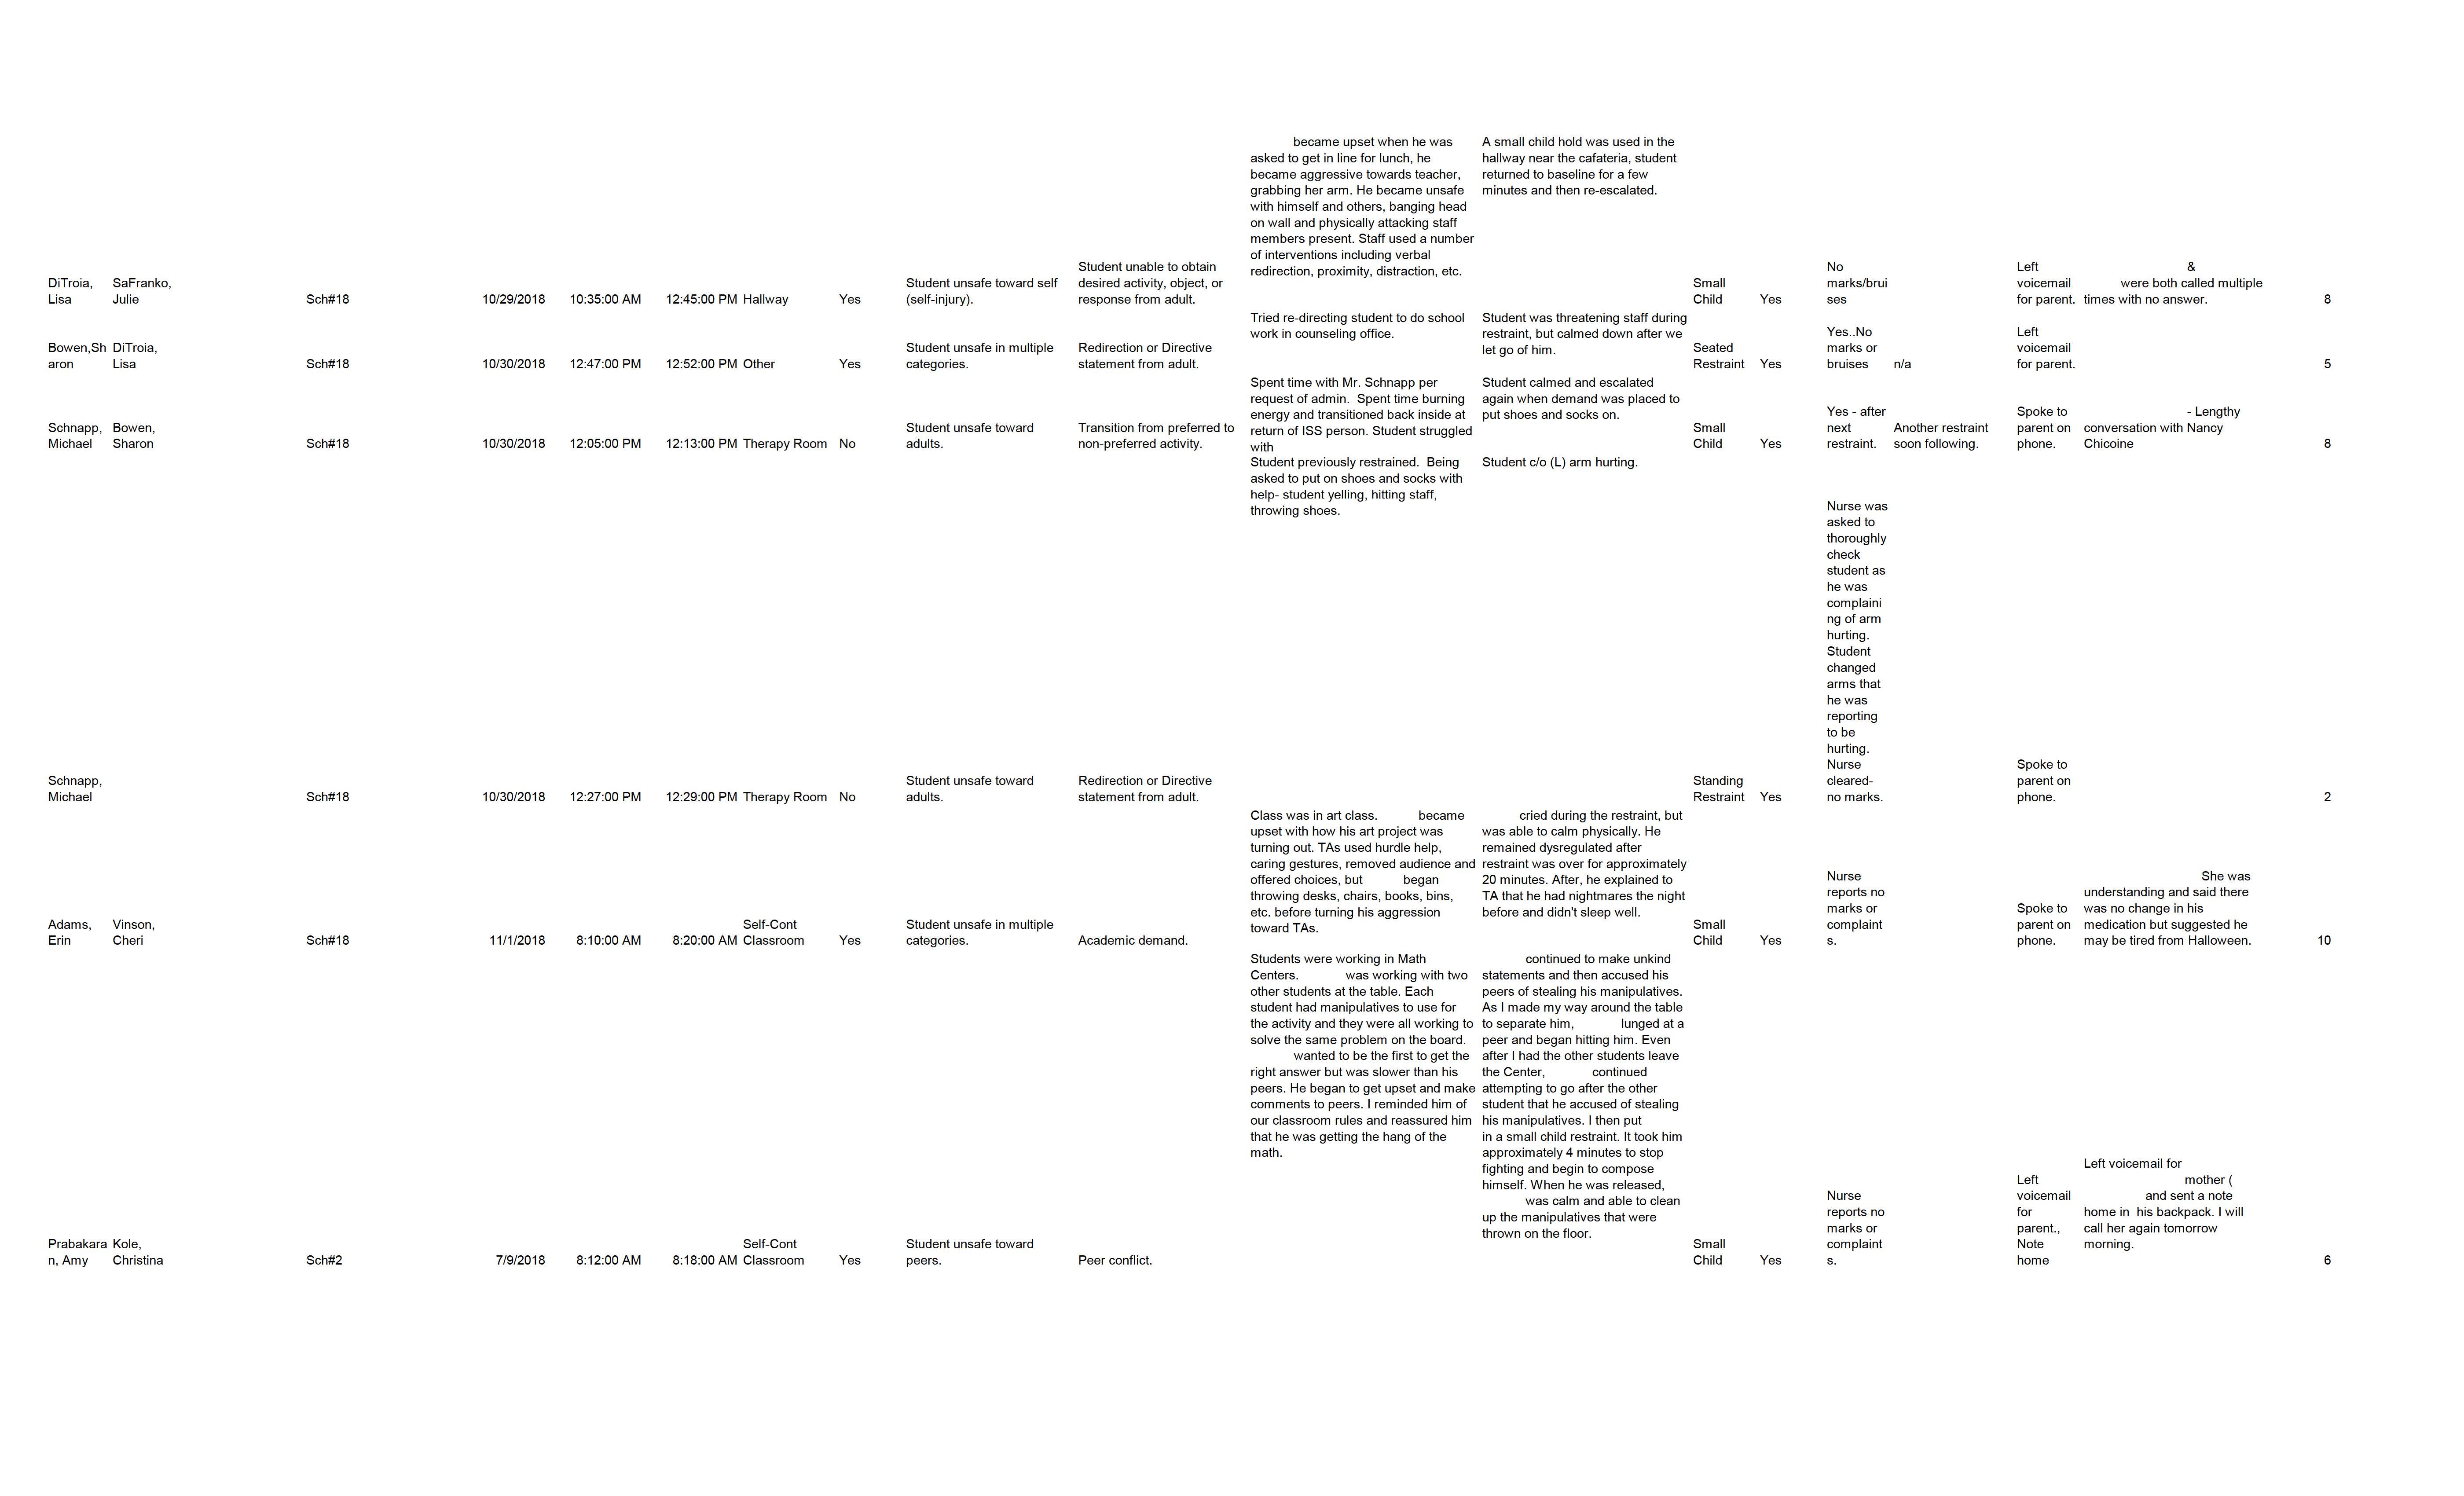 became upset when he was
asked to get in line for lunch, he
became aggressive towards teacher,
grabbing her arm. He became unsafe
with himself and others, banging head
on wall and physically attacking staff
members present. Staff used a number
of interventions including verbal
redirection, proximity, distraction, etc.
A small child hold was used in the
hallway near the cafateria, student
returned to baseline for a few
minutes and then re-escalated.
DiTroia,
Lisa
SaFranko,
Julie
Sch#18
10/29/2018
10:35:00 AM
12:45:00 PM
Hallway
Yes
Student unsafe toward self
(self-injury).
Student unable to obtain
desired activity, object, or
response from adult.
Small
Child
Yes
No
marks/brui
ses
Left
voicemail
for parent.
&
were both called multiple
times with no answer.
8
Bowen,Sh
aron
DiTroia,
Lisa
Sch#18
10/30/2018
12:47:00 PM
12:52:00 PM
Other
Yes
Student unsafe in multiple
categories.
Redirection or Directive
statement from adult.
Tried re-directing student to do school
work in counseling office.
Student was threatening staff during
restraint, but calmed down after we
let go of him.
Seated
Restraint
Yes
Yes..No
marks or
bruises
n/a
Left
voicemail
for parent.
5
Schnapp,
Michael
Bowen,
Sharon
Sch#18
10/30/2018
12:05:00 PM
12:13:00 PM
Therapy Room
No
Student unsafe toward
adults.
Transition from preferred to
non-preferred activity.
Spent time with Mr. Schnapp per
request of admin.  Spent time burning
energy and transitioned back inside at
return of ISS person. Student struggled
with
Student calmed and escalated
again when demand was placed to
put shoes and socks on.
Small
Child
Yes
Yes - after
next
restraint.
Another restraint
soon following.
Spoke to
parent on
phone.
- Lengthy
conversation with Nancy
Chicoine
8
Schnapp,
Michael
Sch#18
10/30/2018
12:27:00 PM
12:29:00 PM
Therapy Room
No
Student unsafe toward
adults.
Redirection or Directive
statement from adult.
Student previously restrained.  Being
asked to put on shoes and socks with
help- student yelling, hitting staff,
throwing shoes.
Student c/o (L) arm hurting.
Standing
Restraint
Yes
Nurse was
asked to
thoroughly
check
student as
he was
complaini
ng of arm
hurting.
Student
changed
arms that
he was
reporting
to be
hurting.
Nurse
cleared-
no marks.
Spoke to
parent on
phone.
2
Adams,
Erin
Vinson,
Cheri
Sch#18
11/1/2018
8:10:00 AM
8:20:00 AM
Self-Cont
Classroom
Yes
Student unsafe in multiple
categories.
Academic demand.
Class was in art class. became
upset with how his art project was
turning out. TAs used hurdle help,
caring gestures, removed audience and
offered choices, but began
throwing desks, chairs, books, bins,
etc. before turning his aggression
toward TAs.
cried during the restraint, but
was able to calm physically. He
remained dysregulated after
restraint was over for approximately
20 minutes. After, he explained to
TA that he had nightmares the night
before and didn't sleep well.
Small
Child
Yes
Nurse
reports no
marks or
complaint
s.
Spoke to
parent on
phone.
She was
understanding and said there
was no change in his
medication but suggested he
may be tired from Halloween.
10
Prabakara
n, Amy
Kole,
Christina
Sch#2
7/9/2018
8:12:00 AM
8:18:00 AM
Self-Cont
Classroom
Yes
Student unsafe toward
peers.
Peer conflict.
Students were working in Math
Centers. was working with two
other students at the table. Each
student had manipulatives to use for
the activity and they were all working to
solve the same problem on the board.
wanted to be the first to get the
right answer but was slower than his
peers. He began to get upset and make
comments to peers. I reminded him of
our classroom rules and reassured him
that he was getting the hang of the
math.
continued to make unkind
statements and then accused his
peers of stealing his manipulatives.
As I made my way around the table
to separate him, lunged at a
peer and began hitting him. Even
after I had the other students leave
the Center, continued
attempting to go after the other
student that he accused of stealing
his manipulatives. I then put
in a small child restraint. It took him
approximately 4 minutes to stop
fighting and begin to compose
himself. When he was released,
was calm and able to clean
up the manipulatives that were
thrown on the floor.
Small
Child
Yes
Nurse
reports no
marks or
complaint
s.
Left
voicemail
for
parent.,
Note
home
Left voicemail for
mother (
and sent a note
home in  his backpack. I will
call her again tomorrow
morning.
6